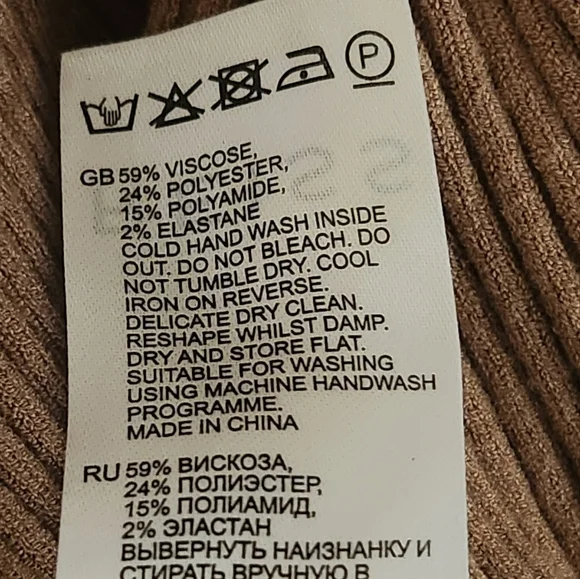 P
GB 59% VISCOSE,
24% POLYESTER,
15% POLYAMIDE,
2% ELASTANE
COLD HAND WASH INSIDE
OUT. DO NOT BLEACH. DO
NOT TUMBLE DRY. COOL
IRON ON REVERSE.
DELICATE DRY CLEAN.
RESHAPE WHILST DAMP.
DRY AND STORE FLAT.
SUITABLE FOR WASHING
USING MACHINE HANDWASH
PROGRAMME.
MADE IN CHINA
RU 59% ВИСКОЗА,
24% ПОЛИЭСТЕР,
15% ПОЛИАМИД,
2% ЭЛАСТАН
ВЫВЕРНУТЬ НАИЗНАНКУ И
СТИРАТЬ ВРУЧНУЮ В